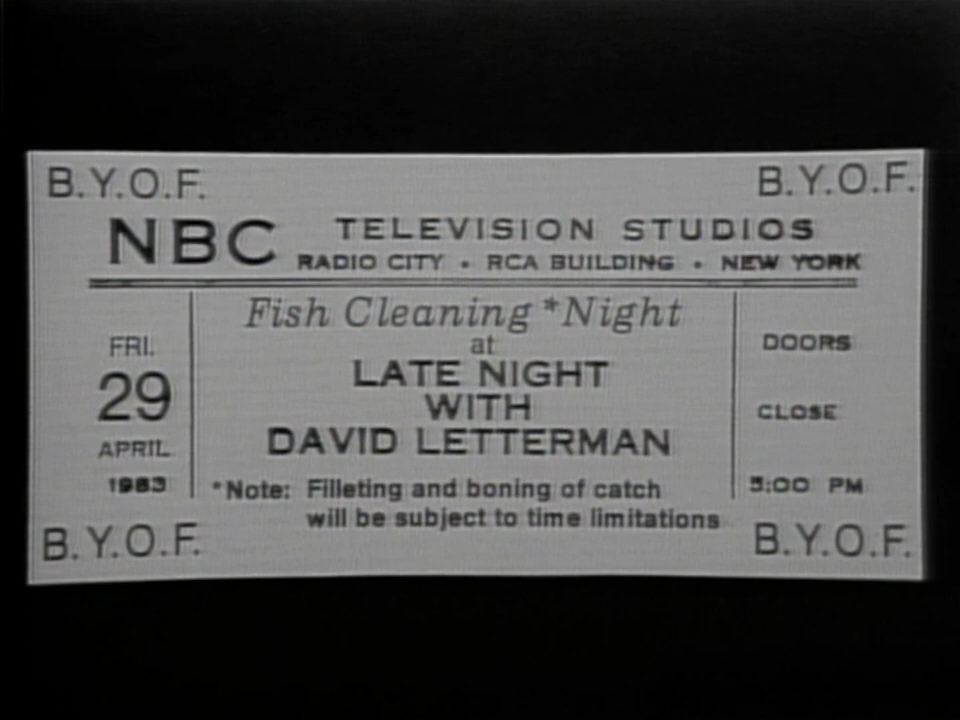 B.Y.O.F. B.Y.O.F.
NBC TELEVISION STUDIOS
RADIO CITY • RCA BUILDING • NEW YORK
Fish Cleaning *Night
at
LATE NIGHT
WITH
DAVID LETTERMAN
*Note: Filleting and boning of catch
will be subject to time limitations
FRI.
29
APRIL
1983
DOORS
CLOSE
5:00 PM
B.Y.O.F. B.Y.O.F.